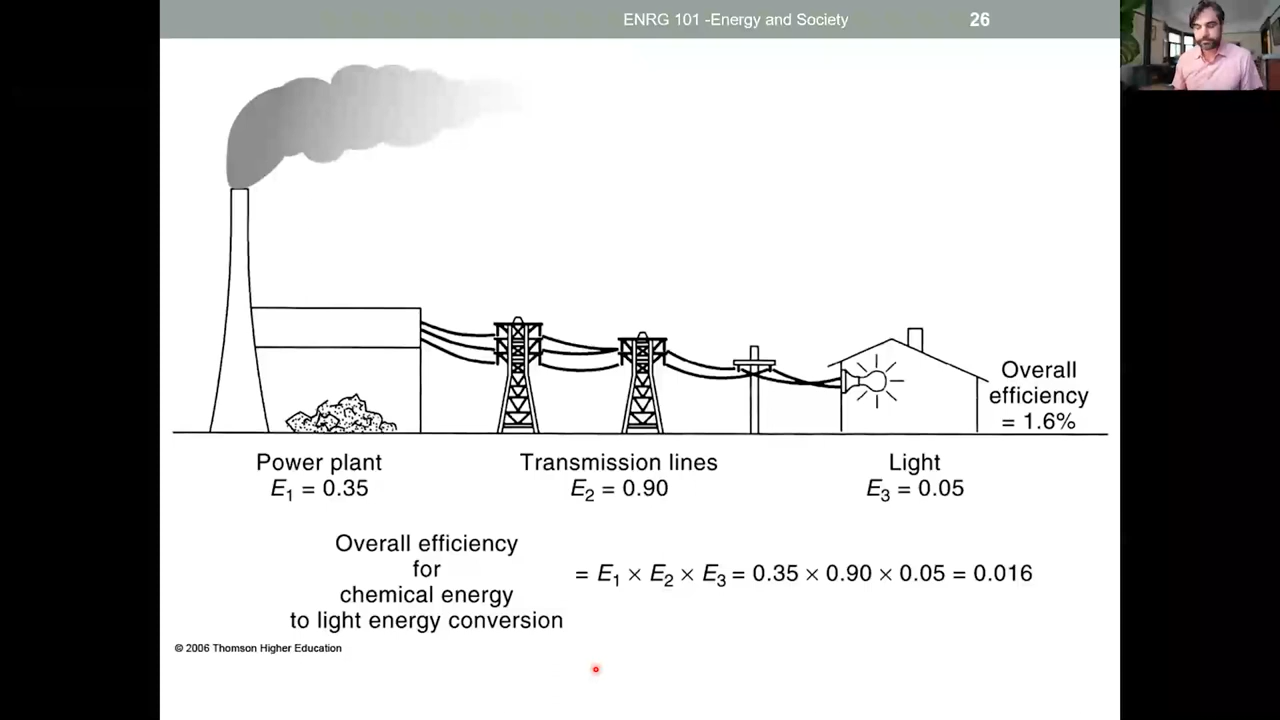 ENRG 101 -Energy and Society
26
Overall
efficiency
= 1.6%
Power plant
E₁ = 0.35
Transmission lines
E₂ = 0.90
Light
E₃ = 0.05
Overall efficiency
for
chemical energy
to light energy conversion
= E₁ × E₂ × E₃ = 0.35 × 0.90 × 0.05 = 0.016
© 2006 Thomson Higher Education